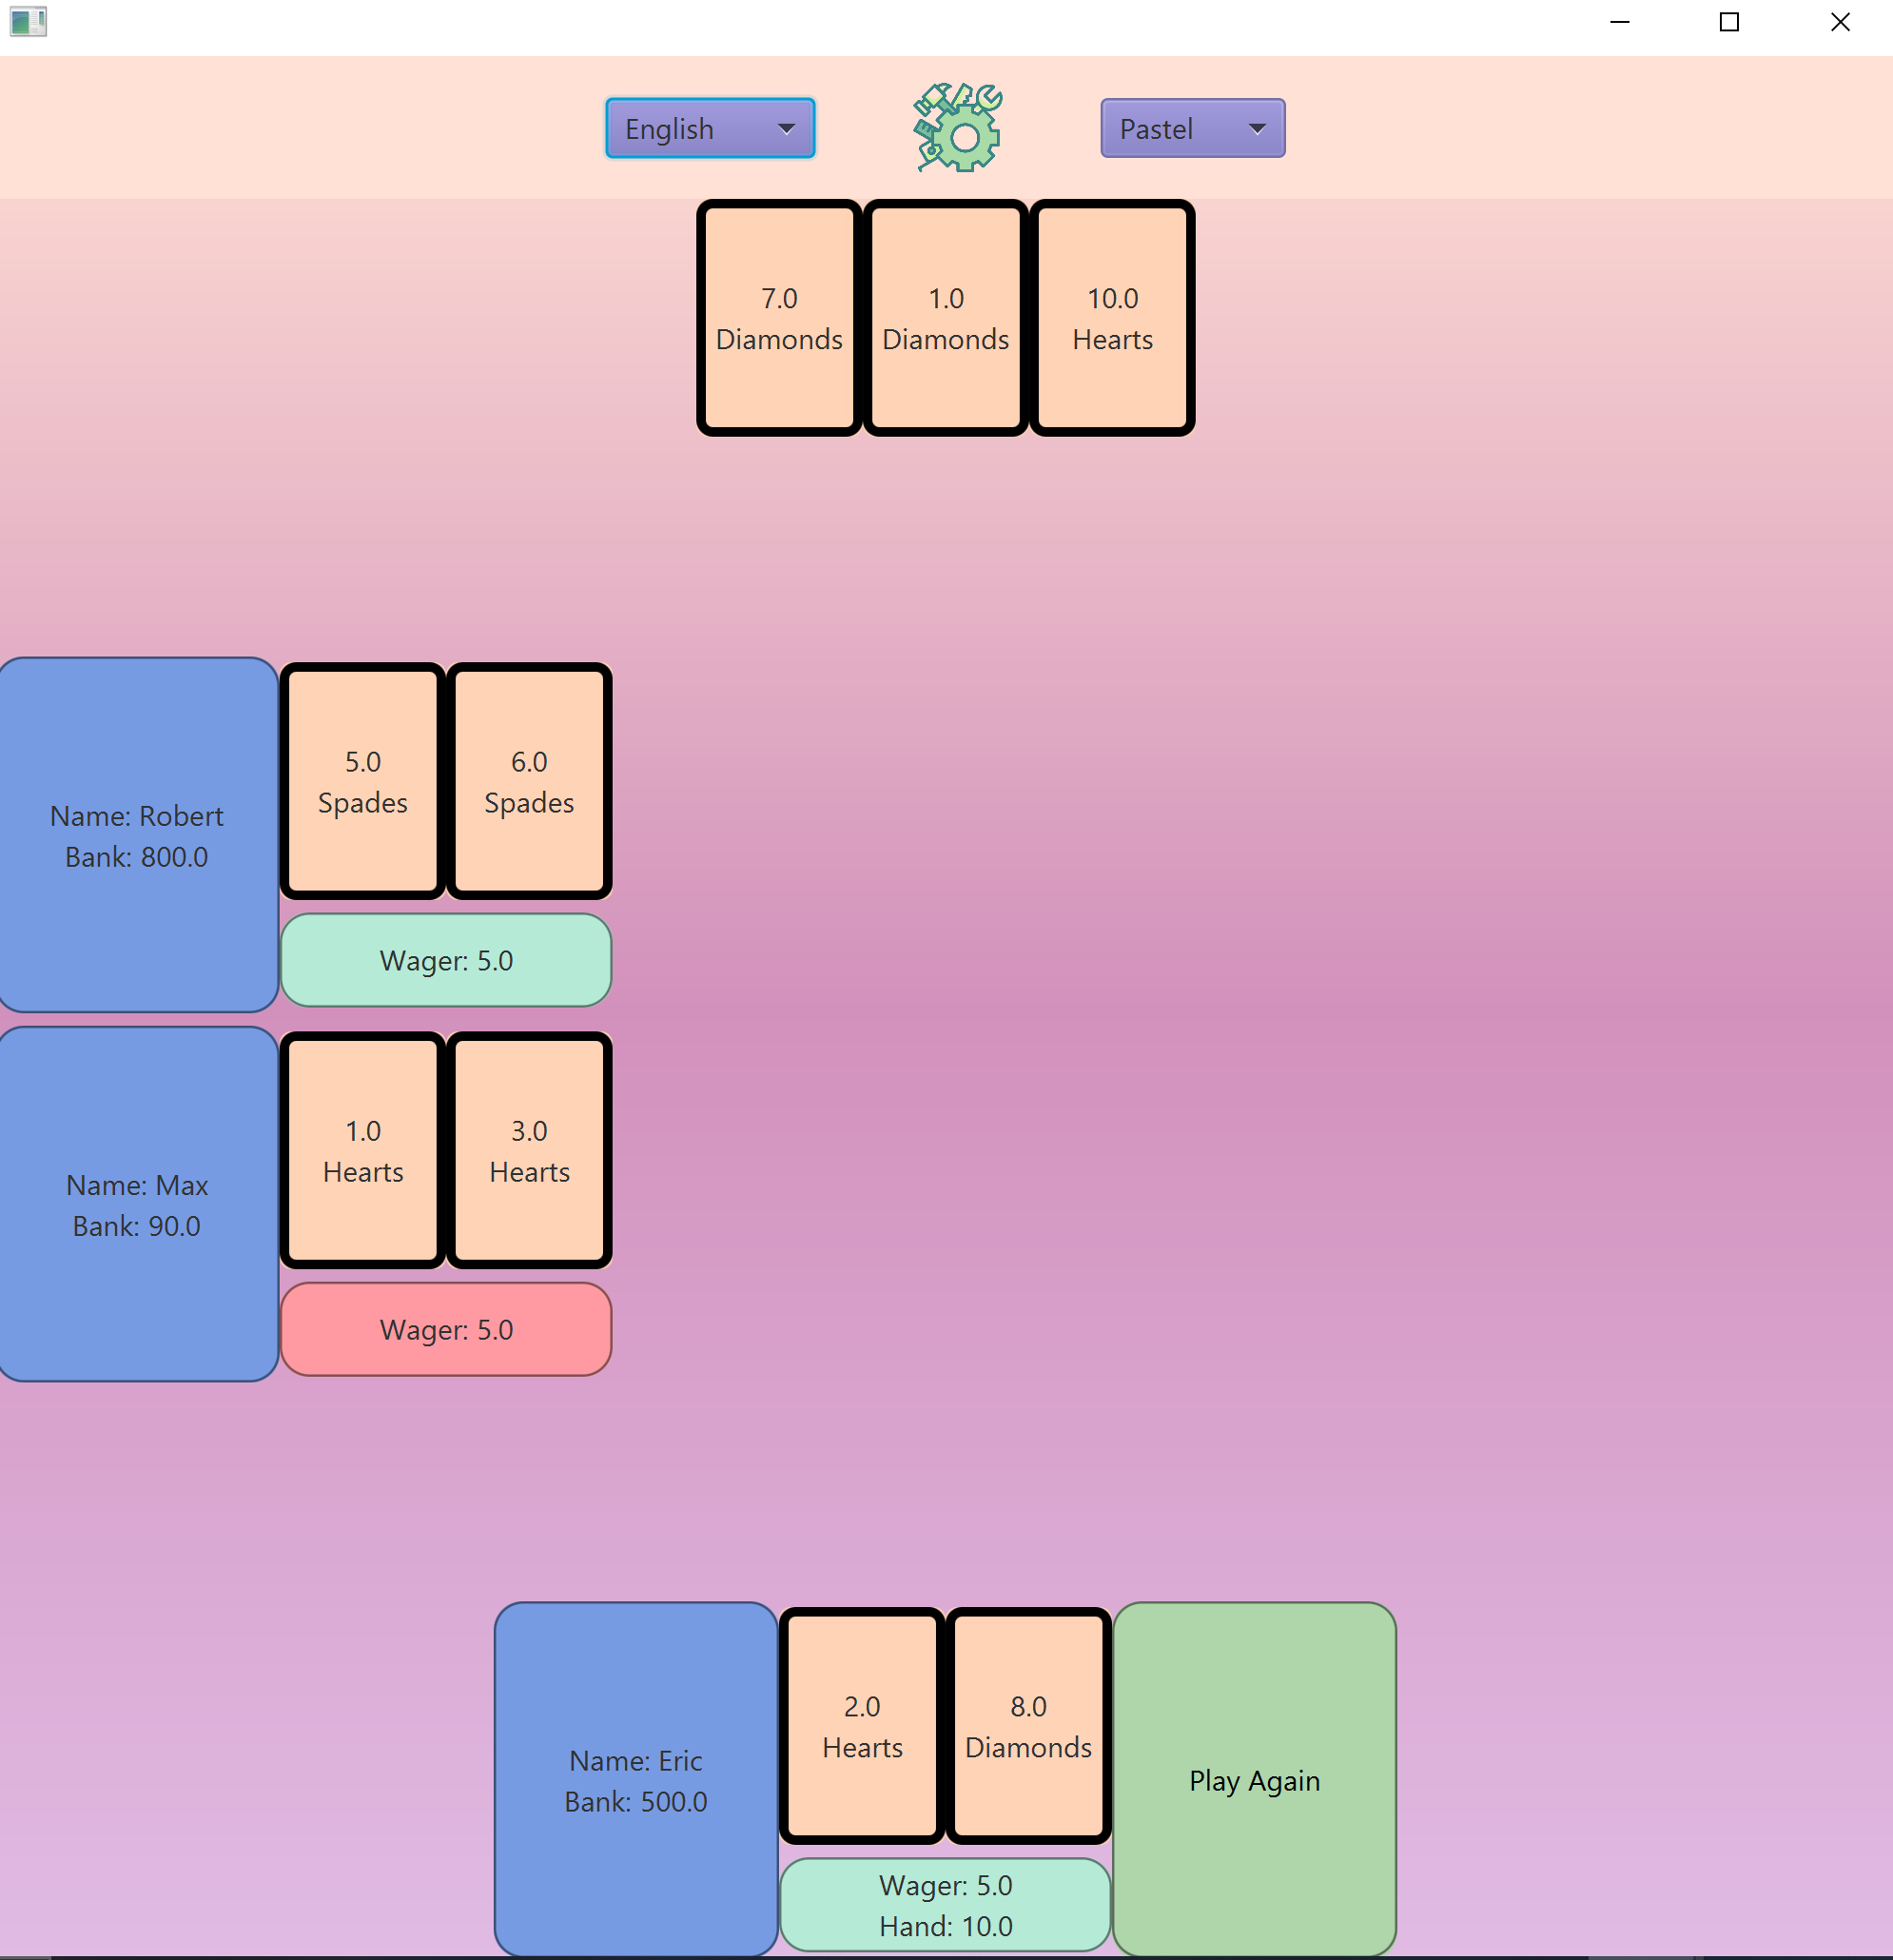 English
Pastel
7.0
Diamonds
1.0
Diamonds
10.0
Hearts
Name: Robert
Bank: 800.0
5.0
Spades
6.0
Spades
Wager: 5.0
Name: Max
Bank: 90.0
1.0
Hearts
3.0
Hearts
Wager: 5.0
Name: Eric
Bank: 500.0
2.0
Hearts
8.0
Diamonds
Wager: 5.0
Hand: 10.0
Play Again